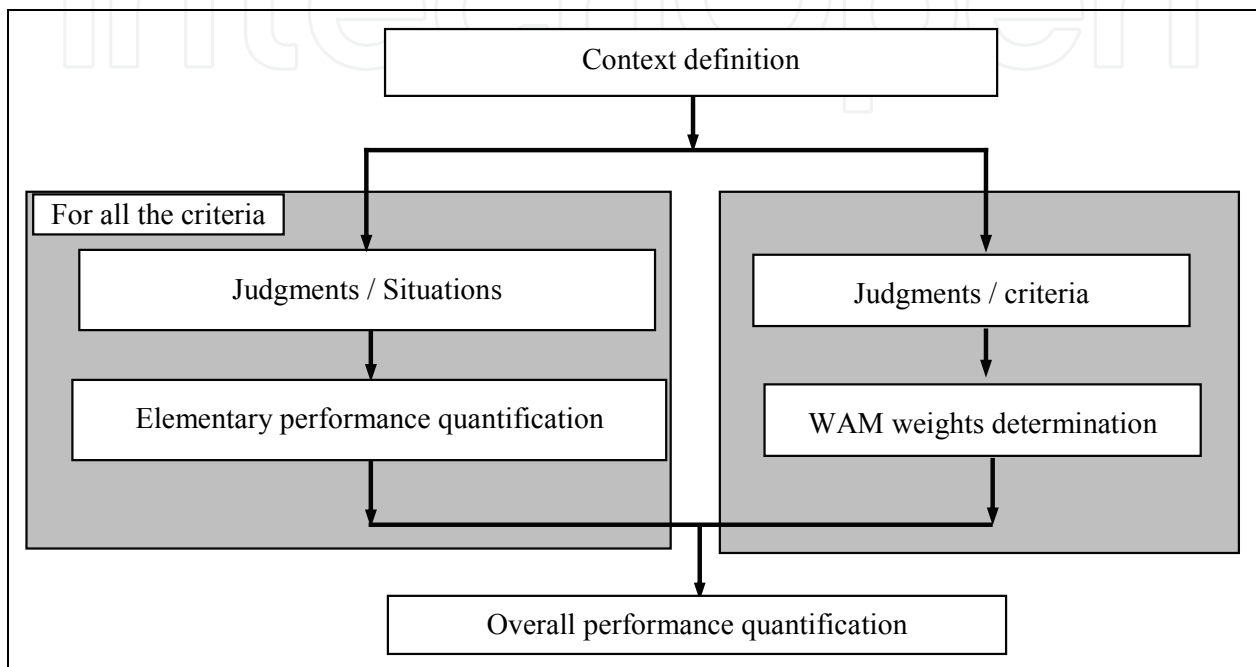 IntechOpen
Context definition
For all the criteria
Judgments / Situations
Judgments / criteria
Elementary performance quantification
WAM weights determination
Overall performance quantification